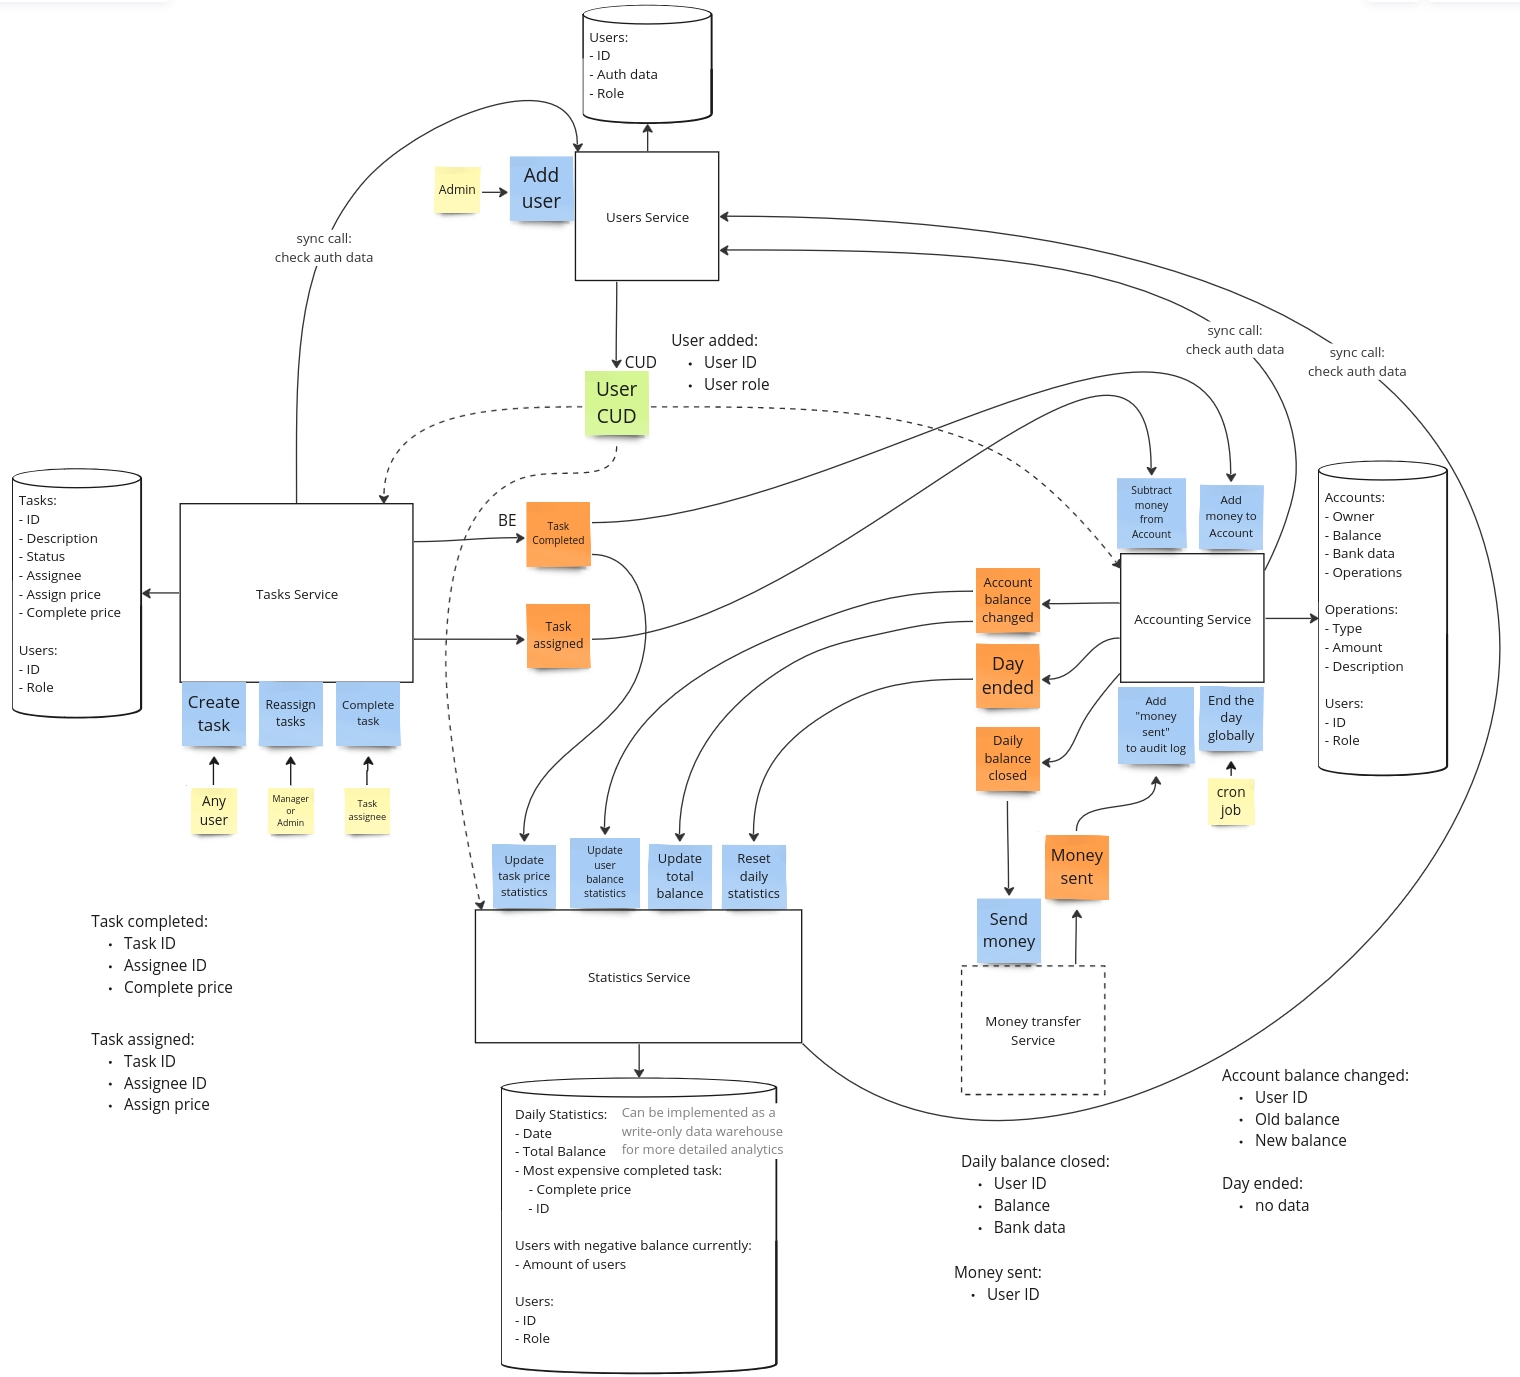 Users:
- ID
- Auth data
- Role
Admin
Add
user
Users Service
sync call:
check auth data
User added:
• User ID
• User role
CUD
User
CUD
sync call:
check auth data
sync call:
check auth data
Tasks:
- ID
- Description
- Status
- Assignee
- Assign price
- Complete price
Users:
- ID
- Role
Tasks Service
BE
Task
Completed
Task
assigned
Create
task
Reassign
tasks
Complete
task
Any
user
Manager
or
Admin
Task
assignee
Subtract
money
from
Account
Add
money to
Account
Account
balance
changed
Day
ended
Daily
balance
closed
Accounting Service
Accounts:
- Owner
- Balance
- Bank data
- Operations
Operations:
- Type
- Amount
- Description
Users:
- ID
- Role
Add
"money
sent"
to audit log
End the
day
globally
cron
job
Money
sent
Send
money
Money transfer
Service
Update
task price
statistics
Update
user
balance
statistics
Update
total
balance
Reset
daily
statistics
Statistics Service
Task completed:
• Task ID
• Assignee ID
• Complete price
Task assigned:
• Task ID
• Assignee ID
• Assign price
Daily Statistics:
- Date
- Total Balance
- Most expensive completed task:
- Complete price
- ID
Can be implemented as a
write-only data warehouse
for more detailed analytics
Users with negative balance currently:
- Amount of users
Users:
- ID
- Role
Daily balance closed:
• User ID
• Balance
• Bank data
Money sent:
• User ID
Account balance changed:
• User ID
• Old balance
• New balance
Day ended:
• no data